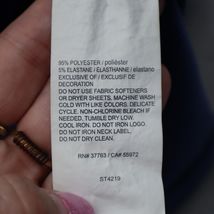 95% POLYESTER / poliéster
5% ELASTANE / ÉLASTHANNE / elastano
EXCLUSIVE OF / EXCLUSIF DE
DECORATION
DO NOT USE FABRIC SOFTENERS
OR DRYER SHEETS. MACHINE WASH
COLD WITH LIKE COLORS, DELICATE
CYCLE. NON-CHLORINE BLEACH IF
NEEDED. TUMBLE DRY LOW.
COOL IRON. DO NOT IRON LOGO.
DO NOT IRON NECK LABEL.
DO NOT DRY CLEAN.
RN# 37763 / CA# 55972
ST4219